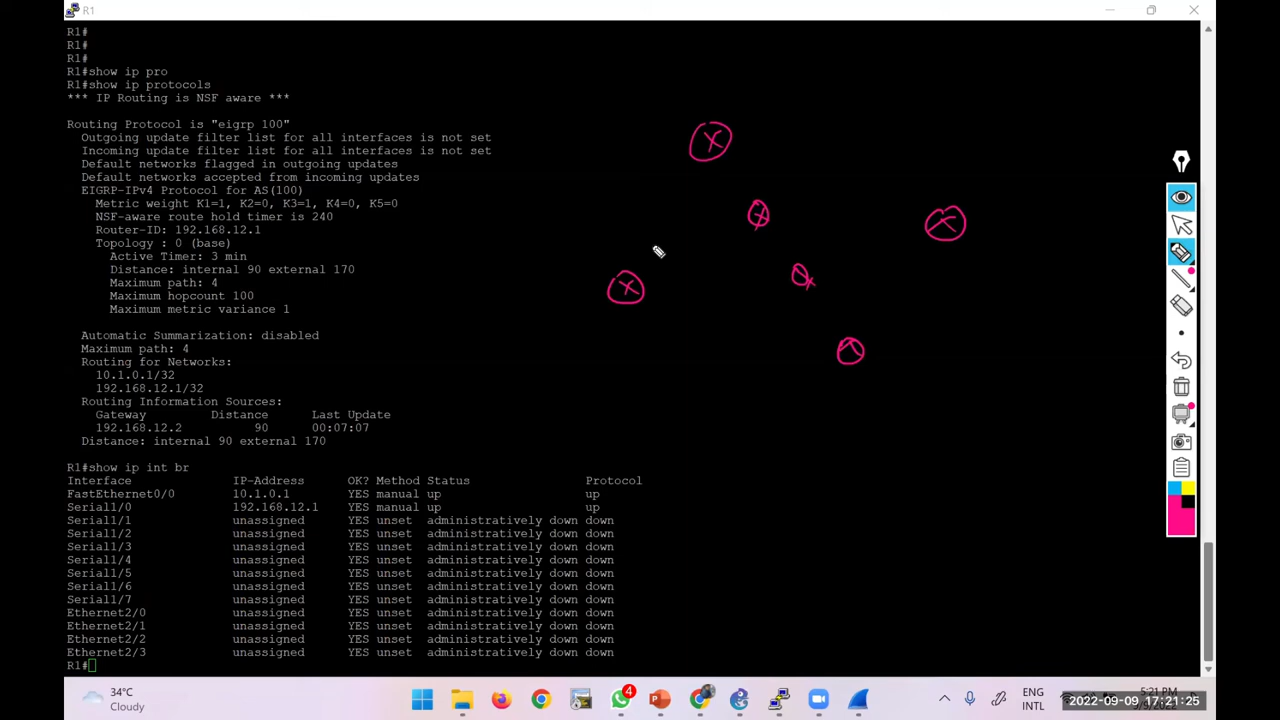 R1
R1#
R1#
R1#
R1#show ip pro
R1#show ip protocols
*** IP Routing is NSF aware ***
Routing Protocol is "eigrp 100"
Outgoing update filter list for all interfaces is not set
Incoming update filter list for all interfaces is not set
Default networks flagged in outgoing updates
Default networks accepted from incoming updates
EIGRP-IPv4 Protocol for AS(100)
Metric weight K1=1, K2=0, K3=1, K4=0, K5=0
NSF-aware route hold timer is 240
Router-ID: 192.168.12.1
Topology : 0 (base)
Active Timer: 3 min
Distance: internal 90 external 170
Maximum path: 4
Maximum hopcount 100
Maximum metric variance 1
Automatic Summarization: disabled
Maximum path: 4
Routing for Networks:
10.1.0.1/32
192.168.12.1/32
Routing Information Sources:
Gateway Distance Last Update
192.168.12.2 90 00:07:07
Distance: internal 90 external 170
R1#show ip int br
Interface IP-Address OK? Method Status Protocol
FastEthernet0/0 10.1.0.1 YES manual up up
Serial1/0 192.168.12.1 YES manual up up
Serial1/1 unassigned YES unset administratively down down
Serial1/2 unassigned YES unset administratively down down
Serial1/3 unassigned YES unset administratively down down
Serial1/4 unassigned YES unset administratively down down
Serial1/5 unassigned YES unset administratively down down
Serial1/6 unassigned YES unset administratively down down
Serial1/7 unassigned YES unset administratively down down
Ethernet2/0 unassigned YES unset administratively down down
Ethernet2/1 unassigned YES unset administratively down down
Ethernet2/2 unassigned YES unset administratively down down
Ethernet2/3 unassigned YES unset administratively down down
R1#
34°C
Cloudy
4
ENG
INTL
5:21 PM
2022-09-09 17:21:25